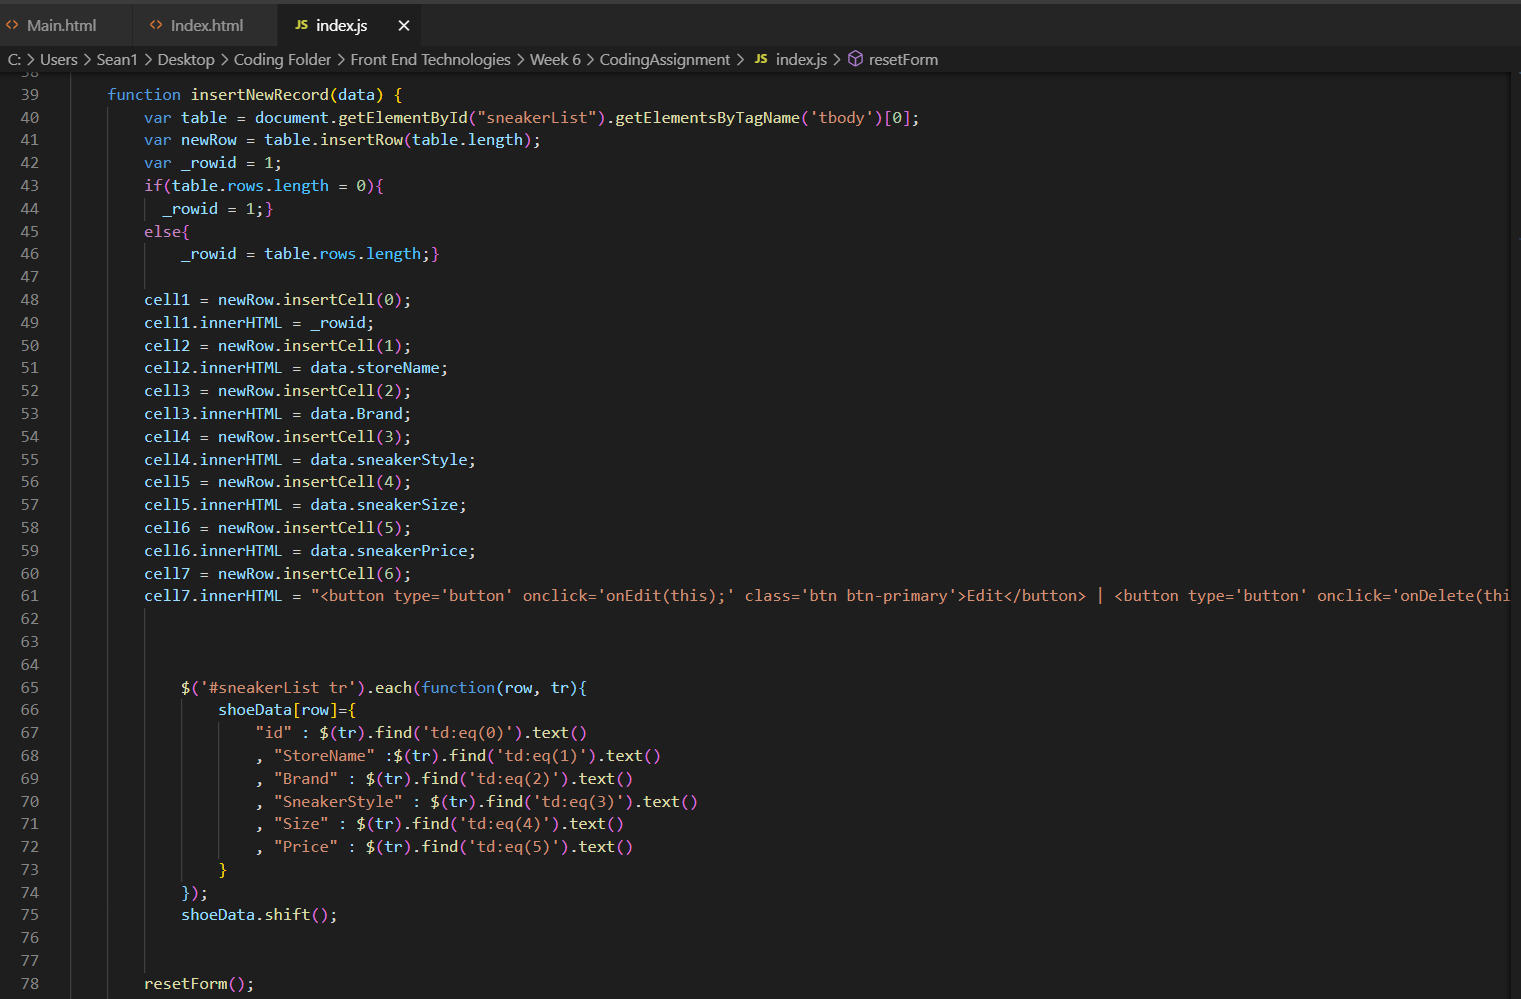 Main.html Index.html JS index.js
C: > Users > Sean1 > Desktop > Coding Folder > Front End Technologies > Week 6 > CodingAssignment > JS index.js > resetForm
38
39 function insertNewRecord(data) {
40 var table = document.getElementById("sneakerList").getElementsByTagName('tbody')[0];
41 var newRow = table.insertRow(table.length);
42 var _rowid = 1;
43 if(table.rows.length = 0){
44 _rowid = 1;}
45 else{
46 _rowid = table.rows.length;}
47
48 cell1 = newRow.insertCell(0);
49 cell1.innerHTML = _rowid;
50 cell2 = newRow.insertCell(1);
51 cell2.innerHTML = data.storeName;
52 cell3 = newRow.insertCell(2);
53 cell3.innerHTML = data.Brand;
54 cell4 = newRow.insertCell(3);
55 cell4.innerHTML = data.sneakerStyle;
56 cell5 = newRow.insertCell(4);
57 cell5.innerHTML = data.sneakerSize;
58 cell6 = newRow.insertCell(5);
59 cell6.innerHTML = data.sneakerPrice;
60 cell7 = newRow.insertCell(6);
61 cell7.innerHTML = "<button type='button' onclick='onEdit(this);' class='btn btn-primary'>Edit</button> | <button type='button' onclick='onDelete(thi
62
63
64
65 $('#sneakerList tr').each(function(row, tr){
66 shoeData[row]={
67 "id" : $(tr).find('td:eq(0)').text()
68 , "StoreName" :$(tr).find('td:eq(1)').text()
69 , "Brand" : $(tr).find('td:eq(2)').text()
70 , "SneakerStyle" : $(tr).find('td:eq(3)').text()
71 , "Size" : $(tr).find('td:eq(4)').text()
72 , "Price" : $(tr).find('td:eq(5)').text()
73 }
74 });
75 shoeData.shift();
76
77
78 resetForm();